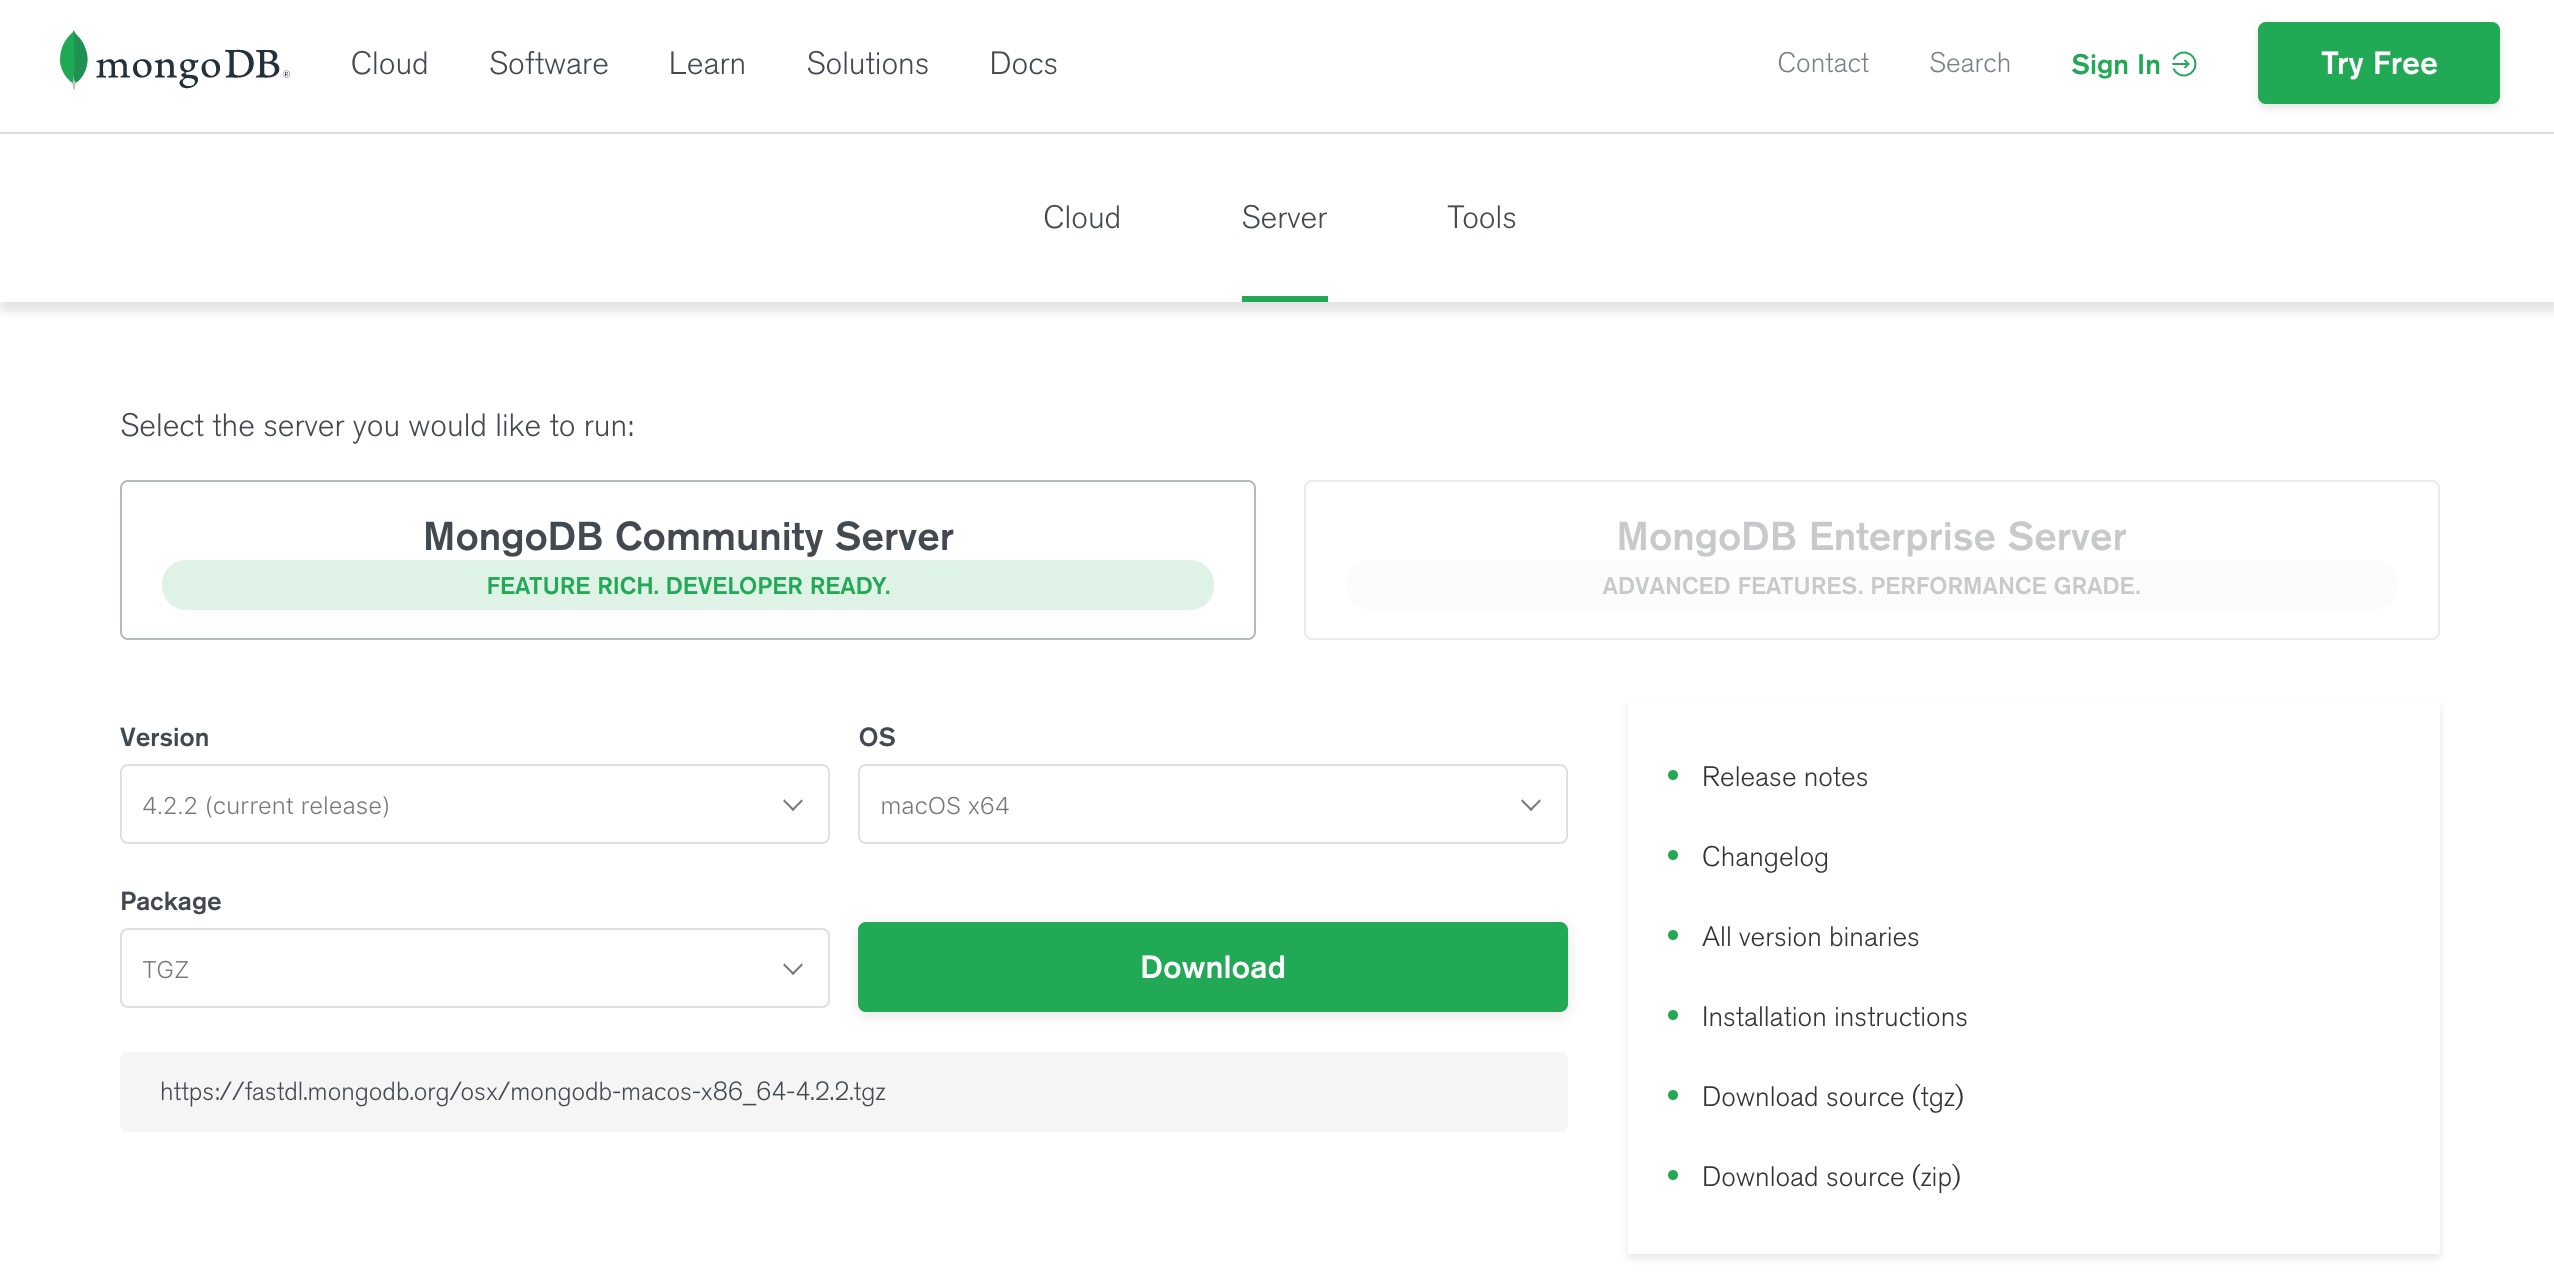 mongoDB®
Cloud
Software
Learn
Solutions
Docs
Contact
Search
Sign In
Try Free
Cloud
Server
Tools
Select the server you would like to run:
MongoDB Community Server
FEATURE RICH. DEVELOPER READY.
MongoDB Enterprise Server
ADVANCED FEATURES. PERFORMANCE GRADE.
Version
4.2.2 (current release)
OS
macOS x64
Package
TGZ
Download
https://fastdl.mongodb.org/osx/mongodb-macos-x86_64-4.2.2.tgz
Release notes
Changelog
All version binaries
Installation instructions
Download source (tgz)
Download source (zip)